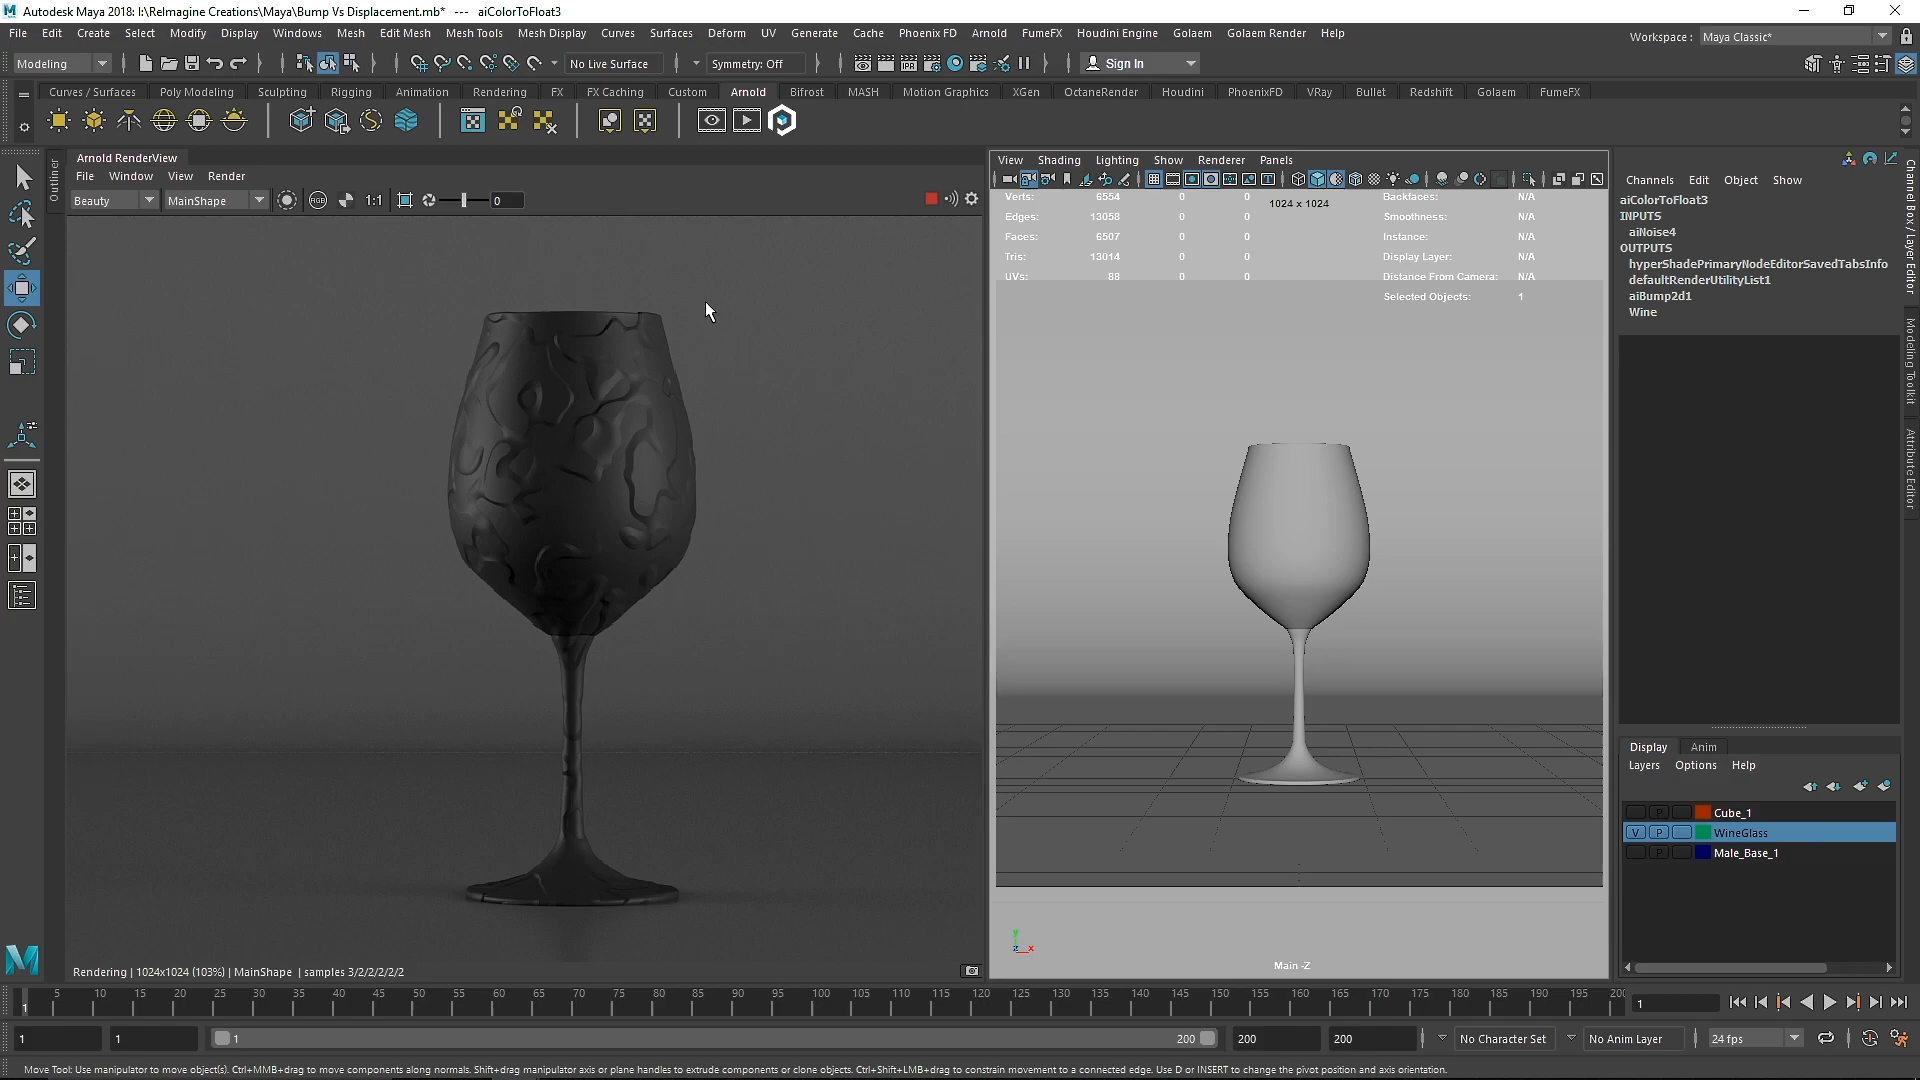 Autodesk Maya 2018: I:\ReImagine Creations\Maya\Bump Vs Displacement.mb* --- aiColorToFloat3
File Edit Create Select Modify Display Windows Mesh Edit Mesh Mesh Tools Mesh Display Curves Surfaces Deform UV Generate Cache Phoenix FD Arnold FumeFX Houdini Engine Golaem Golaem Render Help
Workspace : Maya Classic*
Modeling No Live Surface Symmetry: Off Sign In
Curves / Surfaces Poly Modeling Sculpting Rigging Animation Rendering FX FX Caching Custom Arnold Bifrost MASH Motion Graphics XGen OctaneRender Houdini PhoenixFD VRay Bullet Redshift Golaem FumeFX
Outliner
Arnold RenderView
File Window View Render
Beauty MainShape RGB 1:1 0
Rendering | 1024x1024 (103%) | MainShape | samples 3/2/2/2/2/2
View Shading Lighting Show Renderer Panels
Verts: 6554 0 0 1024 x 1024 Backfaces: N/A
Edges: 13058 0 0 Smoothness: N/A
Faces: 6507 0 0 Instance: N/A
Tris: 13014 0 0 Display Layer: N/A
UVs: 88 0 0 Distance From Camera: N/A
Selected Objects: 1
y
z x
Main -Z
Channels Edit Object Show
aiColorToFloat3
INPUTS
aiNoise4
OUTPUTS
hyperShadePrimaryNodeEditorSavedTabsInfo
defaultRenderUtilityList1
aiBump2d1
Wine
Channel Box / Layer Editor
Modeling Toolkit
Attribute Editor
Display Anim
Layers Options Help
P Cube_1
V P WineGlass
P Male_Base_1
1 5 10 15 20 25 30 35 40 45 50 55 60 65 70 75 80 85 90 95 100 105 110 115 120 125 130 135 140 145 150 155 160 165 170 175 180 185 190 195 200 1
1 1 1 200 200 200 No Character Set No Anim Layer 24 fps
Move Tool: Use manipulator to move object(s). Ctrl+MMB+drag to move components along normals. Shift+drag manipulator axis or plane handles to extrude components or clone objects. Ctrl+Shift+LMB+drag to constrain movement to a connected edge. Use D or INSERT to change the pivot position and axis orientation.